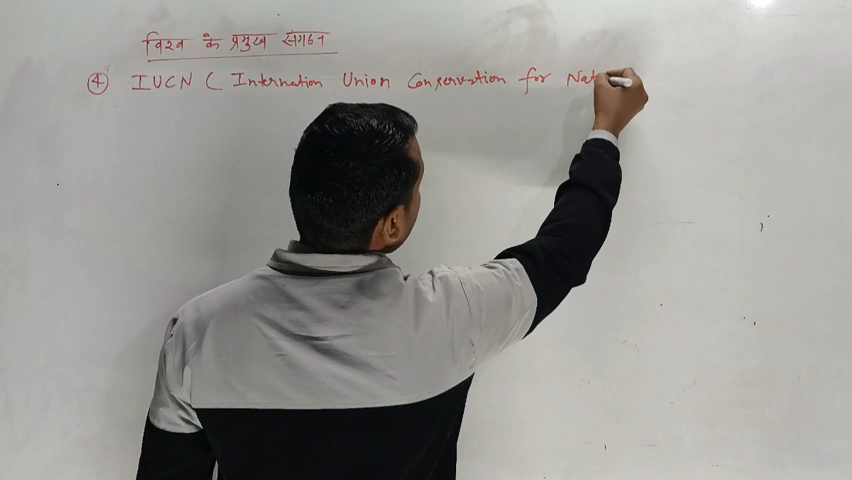 विश्व के प्रमुख संगठन
④ IUCN ( Internation Union Conservation for Nat